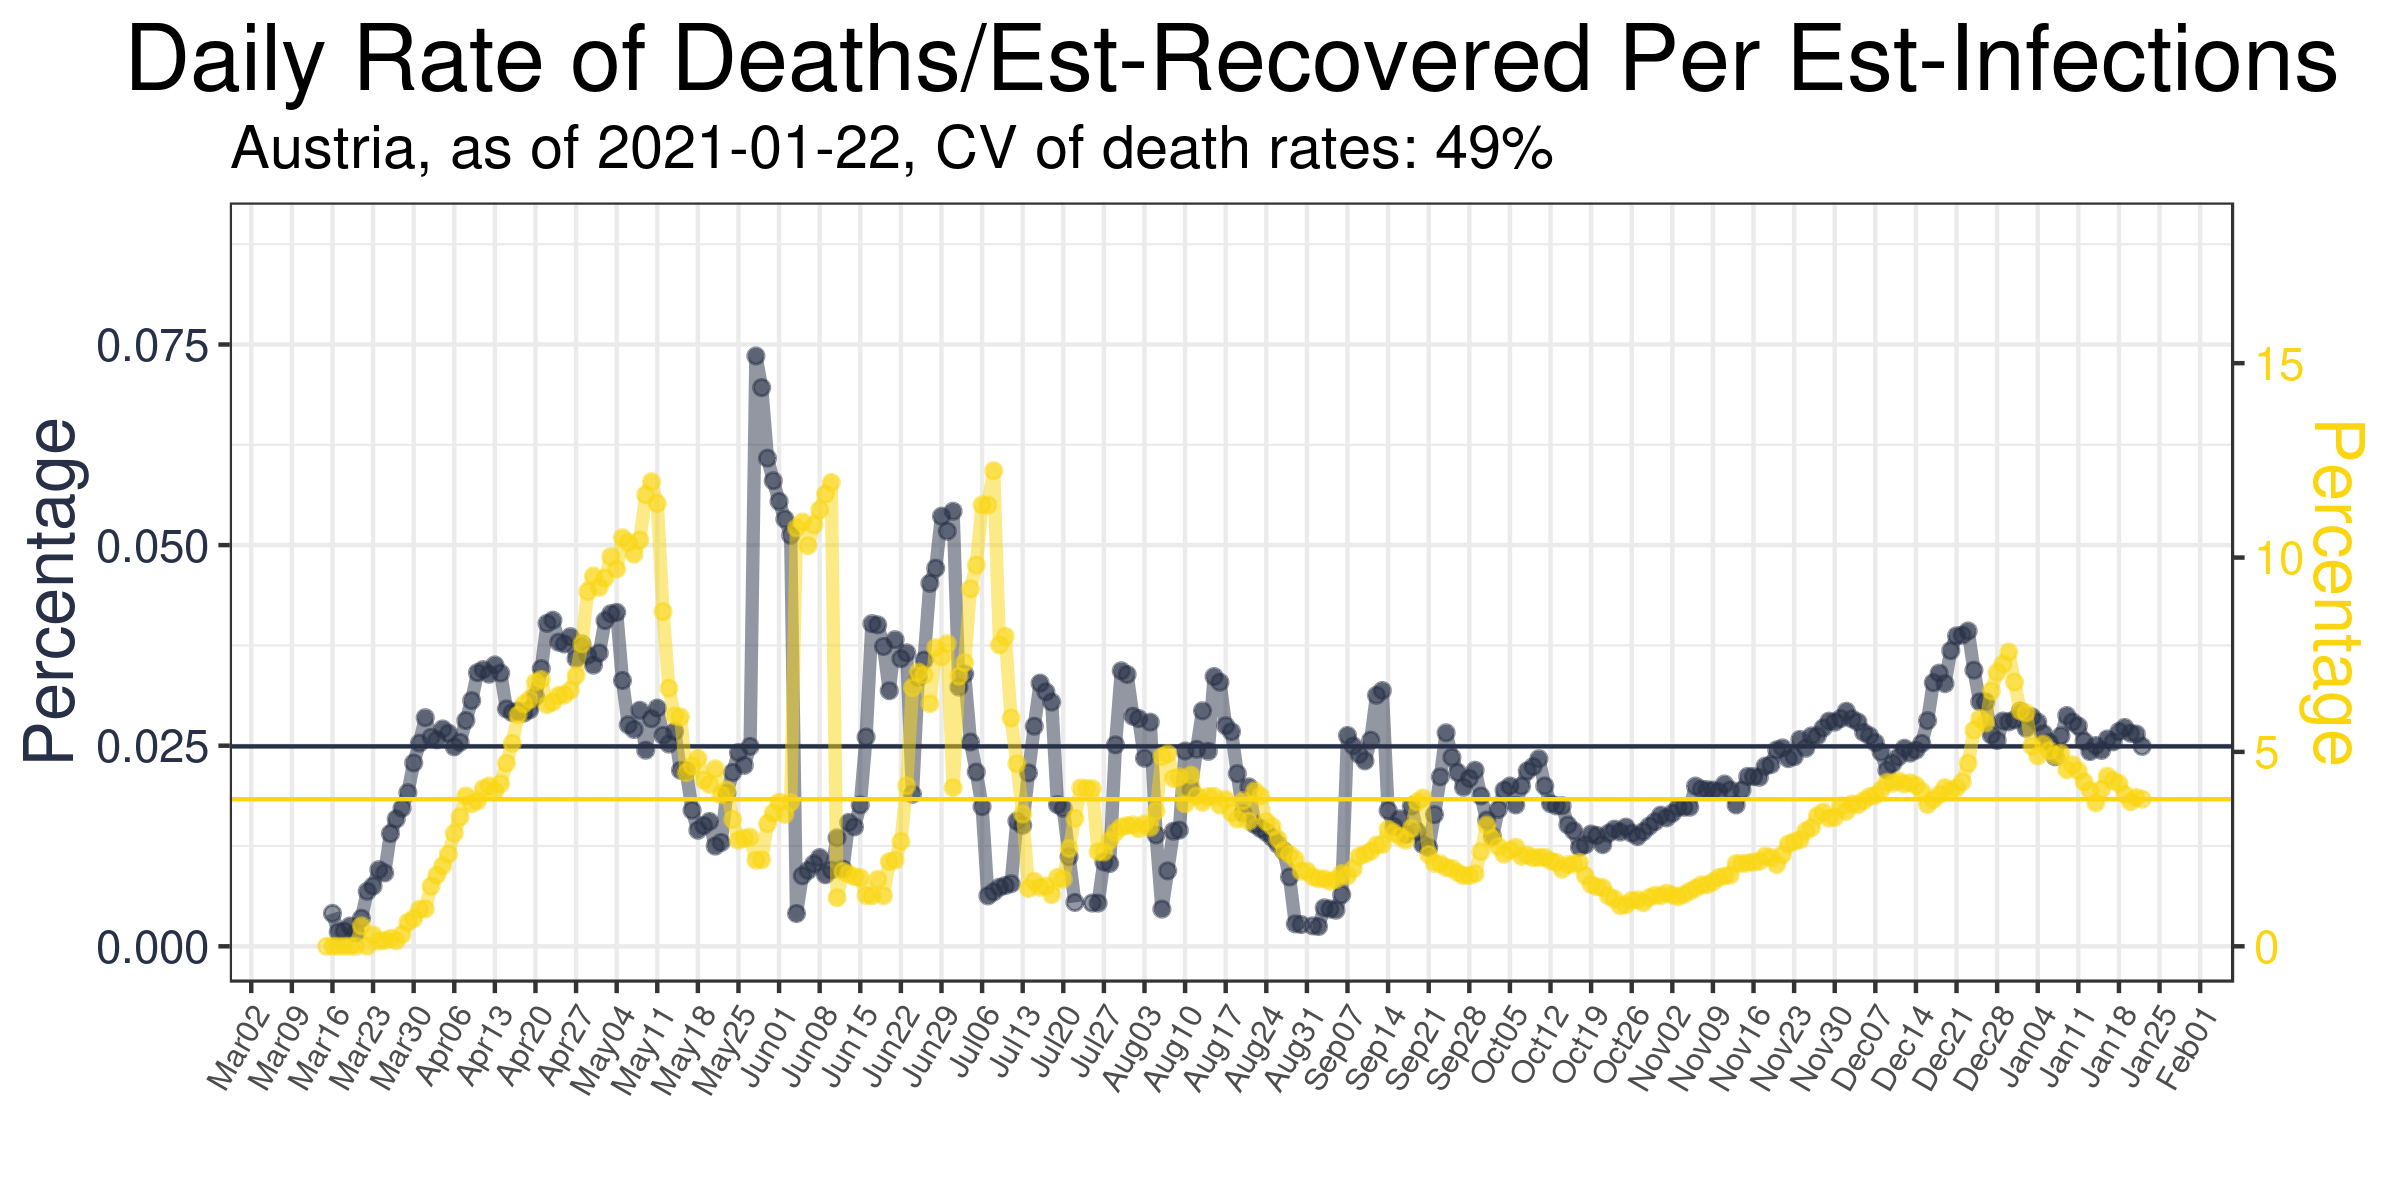 Daily Rate of Deaths/Est-Recovered Per Est-Infections
Austria, as of 2021-01-22, CV of death rates: 49%
Percentage
0.075
0.050
0.025
0.000
15
10
5
0
Percentage
Mar02
Mar09
Mar16
Mar23
Mar30
Apr06
Apr13
Apr20
Apr27
May04
May11
May18
May25
Jun01
Jun08
Jun15
Jun22
Jun29
Jul06
Jul13
Jul20
Jul27
Aug03
Aug10
Aug17
Aug24
Aug31
Sep07
Sep14
Sep21
Sep28
Oct05
Oct12
Oct19
Oct26
Nov02
Nov09
Nov16
Nov23
Nov30
Dec07
Dec14
Dec21
Dec28
Jan04
Jan11
Jan18
Jan25
Feb01